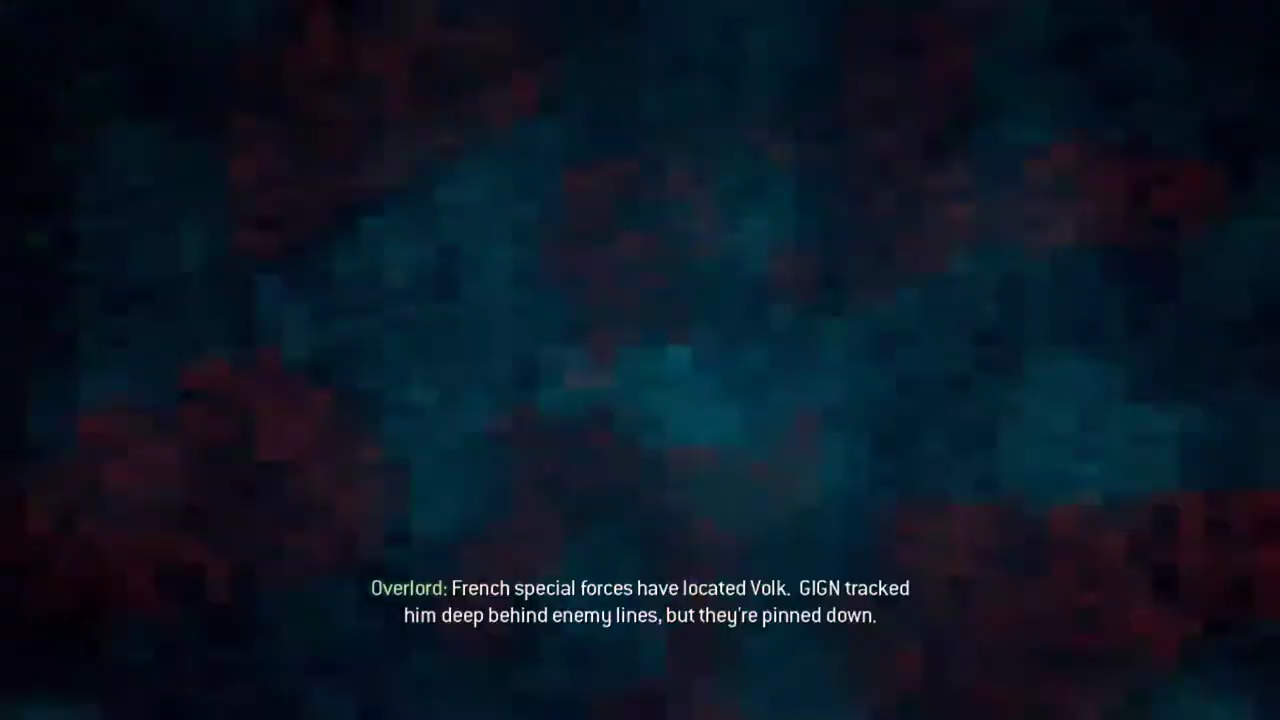 Overlord: French special forces have located Volk.  GIGN tracked
him deep behind enemy lines, but they're pinned down.